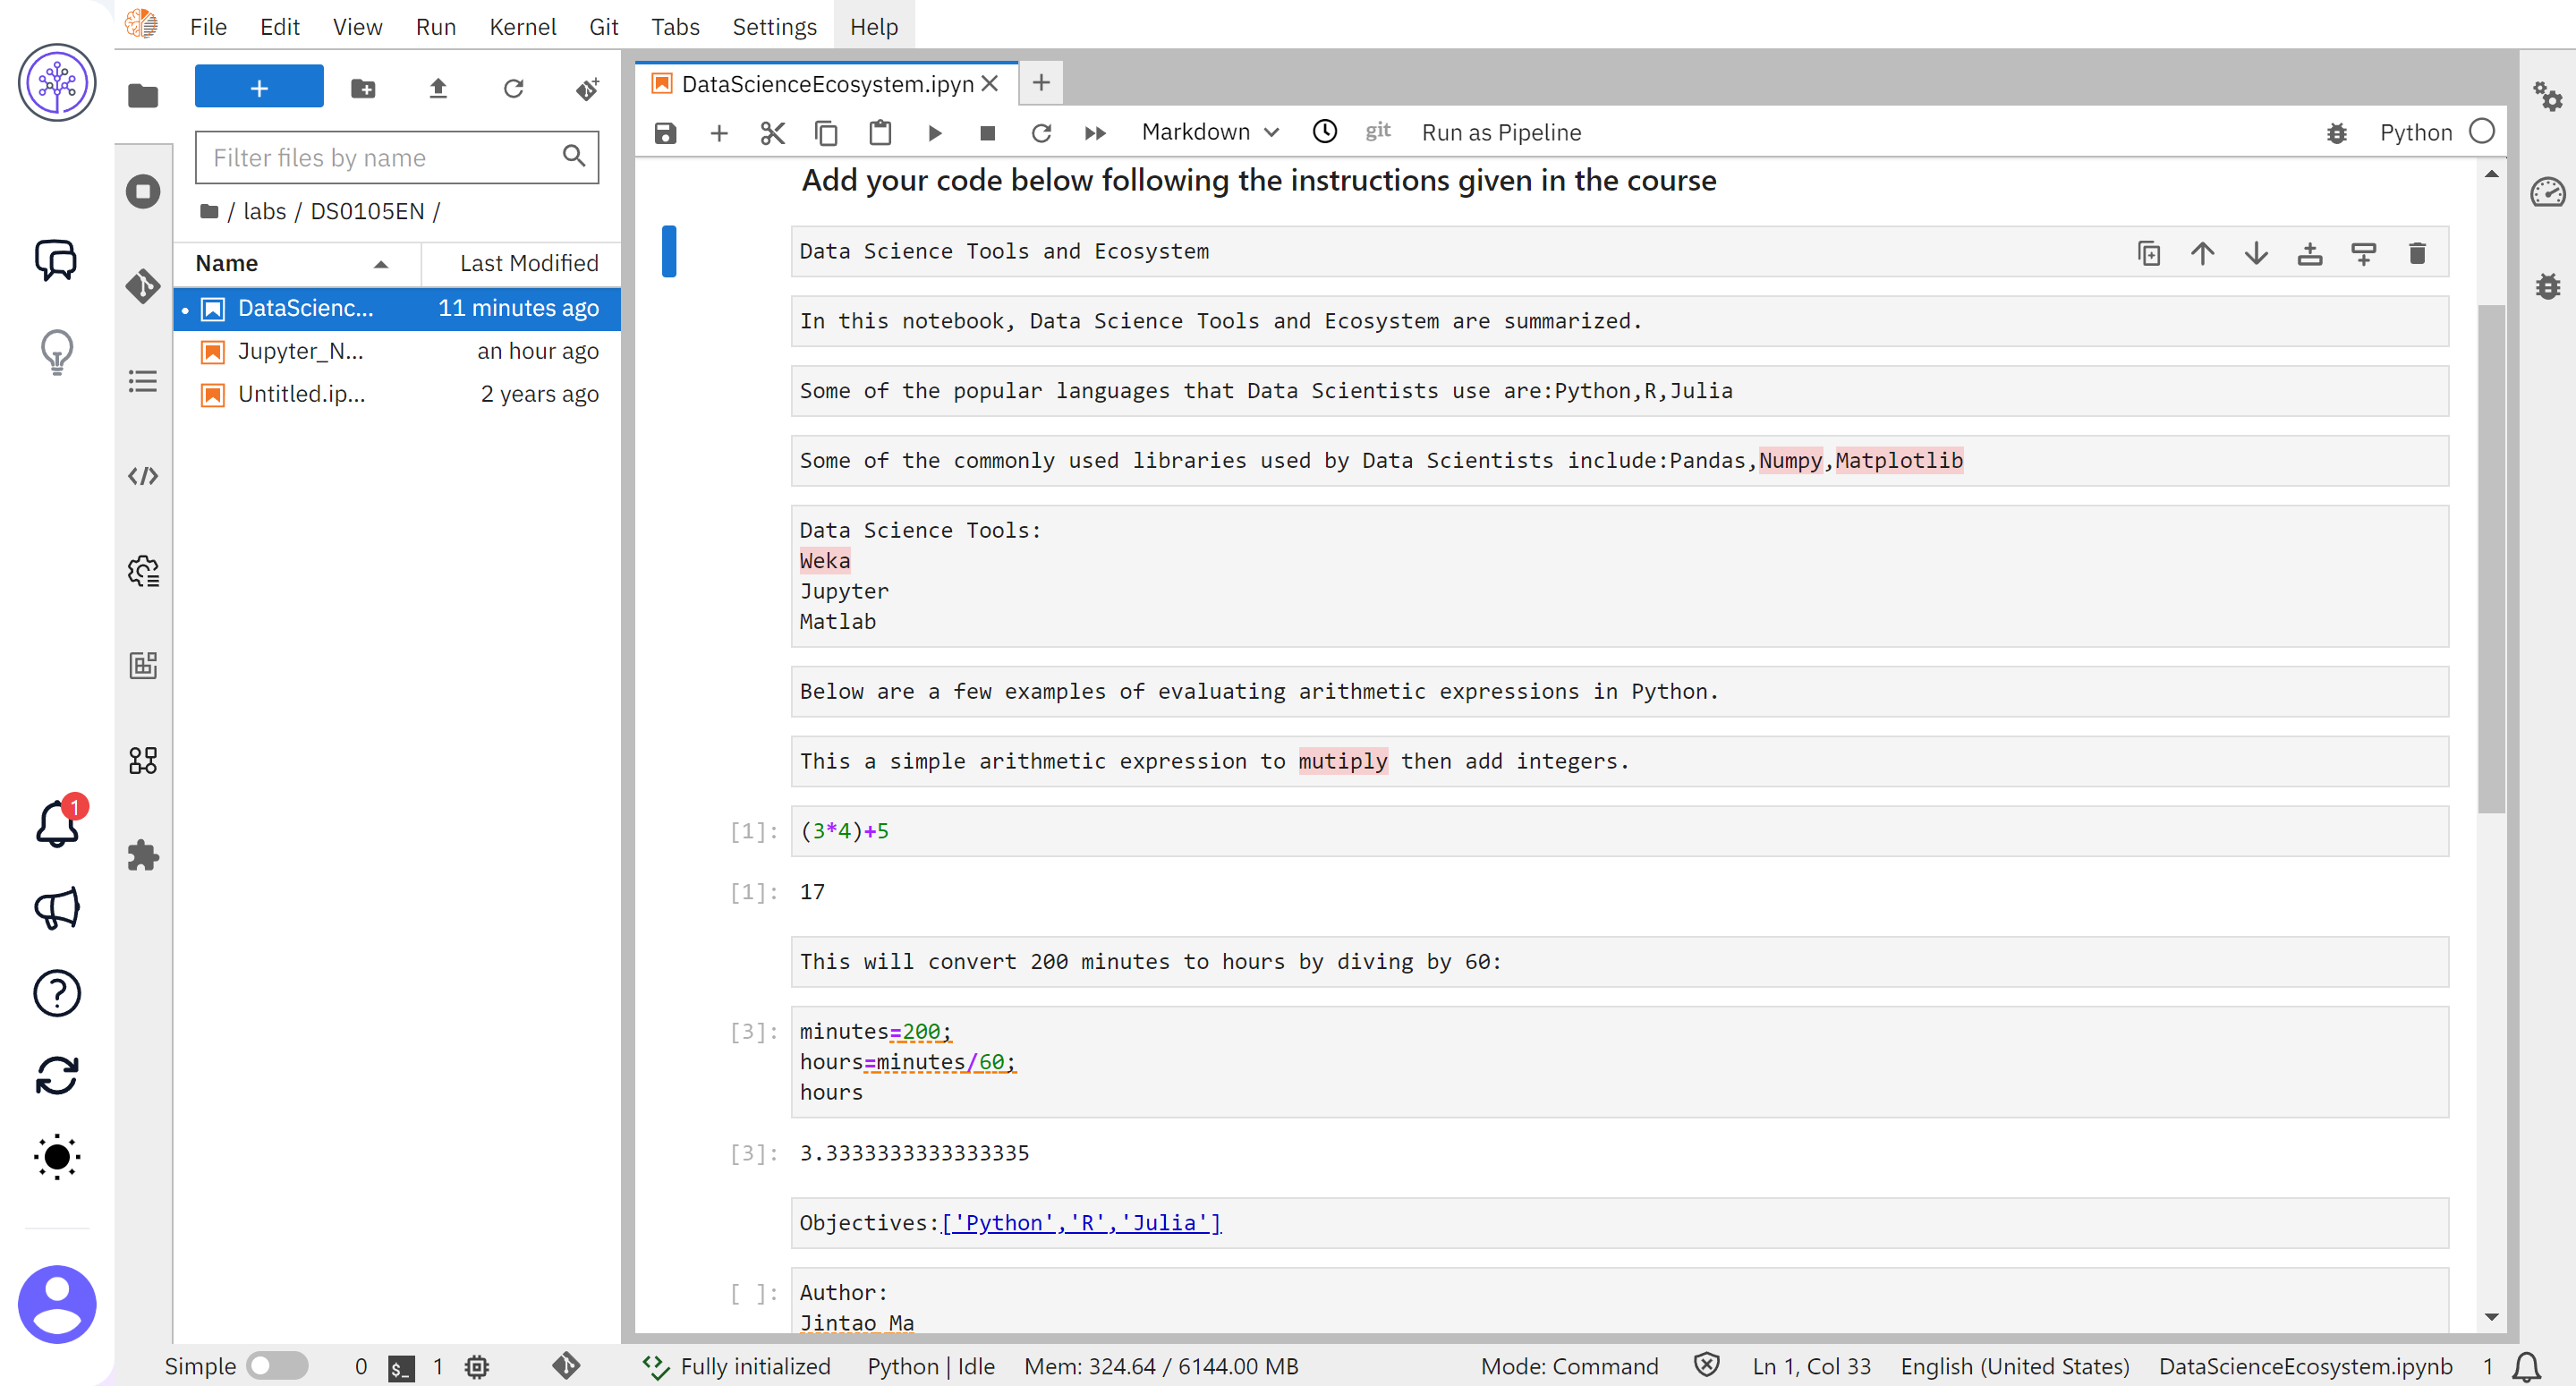 File Edit View Run Kernel Git Tabs Settings Help
Filter files by name
/ labs / DS0105EN /
Name Last Modified
DataScienc... 11 minutes ago
Jupyter_N... an hour ago
Untitled.ip... 2 years ago
DataScienceEcosystem.ipyn
Markdown git Run as Pipeline Python
Add your code below following the instructions given in the course
Data Science Tools and Ecosystem
In this notebook, Data Science Tools and Ecosystem are summarized.
Some of the popular languages that Data Scientists use are:Python,R,Julia
Some of the commonly used libraries used by Data Scientists include:Pandas,Numpy,Matplotlib
Data Science Tools:
Weka
Jupyter
Matlab
Below are a few examples of evaluating arithmetic expressions in Python.
This a simple arithmetic expression to mutiply then add integers.
[1]: (3*4)+5
[1]: 17
This will convert 200 minutes to hours by diving by 60:
[3]: minutes=200;
hours=minutes/60;
hours
[3]: 3.3333333333333335
Objectives:['Python','R','Julia']
[ ]: Author:
Jintao Ma
1
Simple 0 $_ 1 Fully initialized Python | Idle Mem: 324.64 / 6144.00 MB Mode: Command Ln 1, Col 33 English (United States) DataScienceEcosystem.ipynb 1